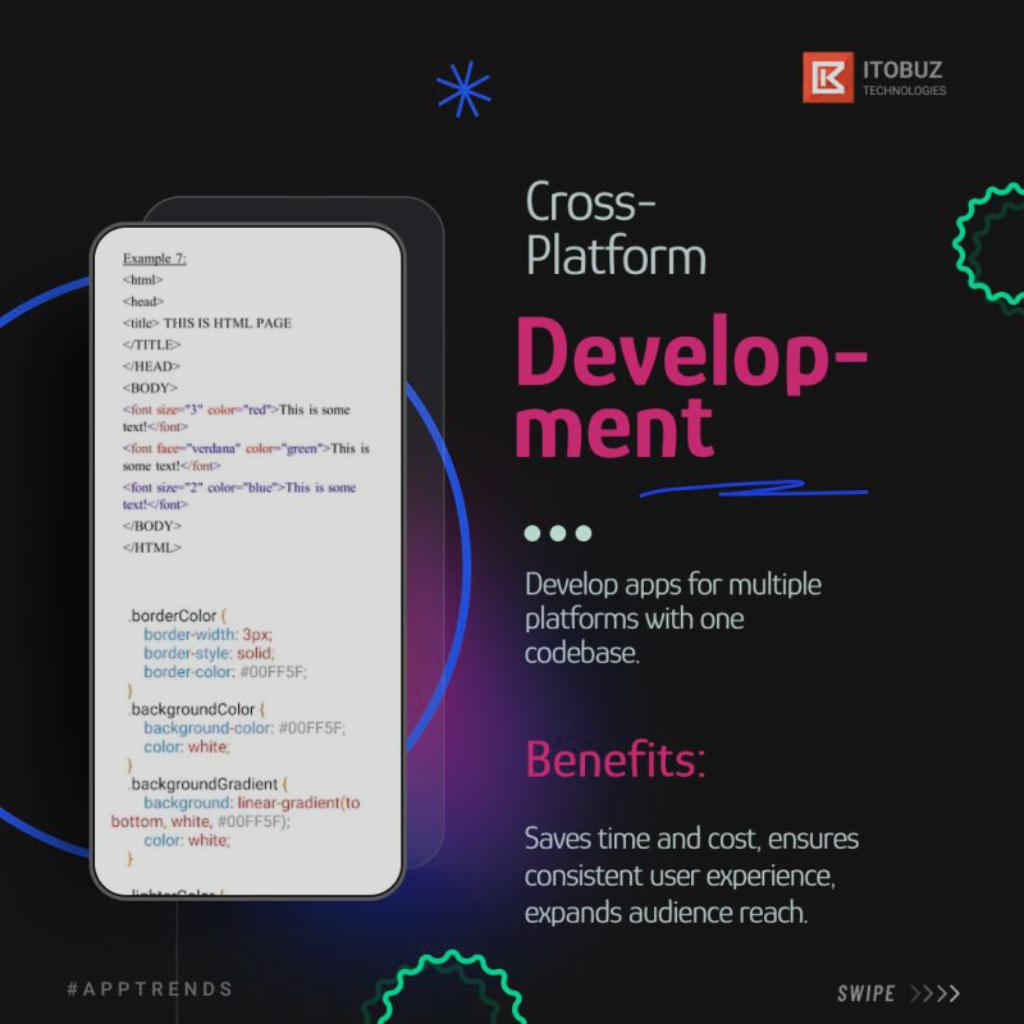 ITOBUZ
TECHNOLOGIES
Cross-
Platform
Develop-
ment
Develop apps for multiple
platforms with one
codebase.
Benefits:
Saves time and cost, ensures
consistent user experience,
expands audience reach.
Example 7:
<html>
<head>
<title> THIS IS HTML PAGE
</TITLE>
</HEAD>
<BODY>
<font size="3" color="red">This is some
text!</font>
<font face="verdana" color="green">This is
some text!</font>
<font size="2" color="blue">This is some
text!</font>
</BODY>
</HTML>
.borderColor {
border-width: 3px;
border-style: solid;
border-color: #00FF5F;
}
.backgroundColor {
background-color: #00FF5F;
color: white;
}
.backgroundGradient {
background: linear-gradient(to
bottom, white, #00FF5F);
color: white;
}
#APPTRENDS
SWIPE >>>>